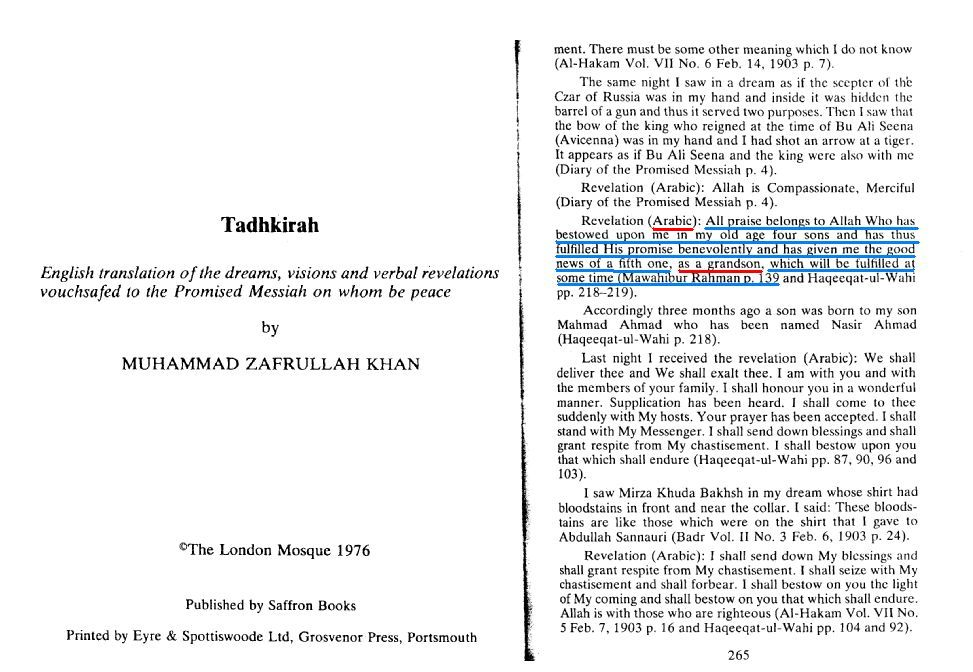 Tadhkirah
English translation of the dreams, visions and verbal revelations
vouchsafed to the Promised Messiah on whom be peace
by
MUHAMMAD ZAFRULLAH KHAN
©The London Mosque 1976
Published by Saffron Books
Printed by Eyre & Spottiswoode Ltd, Grosvenor Press, Portsmouth
ment. There must be some other meaning which I do not know
(Al-Hakam Vol. VII No. 6 Feb. 14, 1903 p. 7).
The same night I saw in a dream as if the scepter of the
Czar of Russia was in my hand and inside it was hidden the
barrel of a gun and thus it served two purposes. Then I saw that
the bow of the king who reigned at the time of Bu Ali Seena
(Avicenna) was in my hand and I had shot an arrow at a tiger.
It appears as if Bu Ali Seena and the king were also with me
(Diary of the Promised Messiah p. 4).
Revelation (Arabic): Allah is Compassionate, Merciful
(Diary of the Promised Messiah p. 4).
Revelation (Arabic): All praise belongs to Allah Who has
bestowed upon me in my old age four sons and has thus
fulfilled His promise benevolently and has given me the good
news of a fifth one, as a grandson, which will be fulfilled at
some time (Mawahibur Rahman p. 139 and Haqeeqat-ul-Wahi
pp. 218–219).
Accordingly three months ago a son was born to my son
Mahmad Ahmad who has been named Nasir Ahmad
(Haqeeqat-ul-Wahi p. 218).
Last night I received the revelation (Arabic): We shall
deliver thee and We shall exalt thee. I am with you and with
the members of your family. I shall honour you in a wonderful
manner. Supplication has been heard. I shall come to thee
suddenly with My hosts. Your prayer has been accepted. I shall
stand with My Messenger. I shall send down blessings and shall
grant respite from My chastisement. I shall bestow upon you
that which shall endure (Haqeeqat-ul-Wahi pp. 87, 90, 96 and
103).
I saw Mirza Khuda Bakhsh in my dream whose shirt had
bloodstains in front and near the collar. I said: These blood-
stains are like those which were on the shirt that I gave to
Abdullah Sannauri (Badr Vol. II No. 3 Feb. 6, 1903 p. 24).
Revelation (Arabic): I shall send down My blessings and
shall grant respite from My chastisement. I shall seize with My
chastisement and shall forbear. I shall bestow on you the light
of My coming and shall bestow on you that which shall endure.
Allah is with those who are righteous (Al-Hakam Vol. VII No.
5 Feb. 7, 1903 p. 16 and Haqeeqat-ul-Wahi pp. 104 and 92).
265